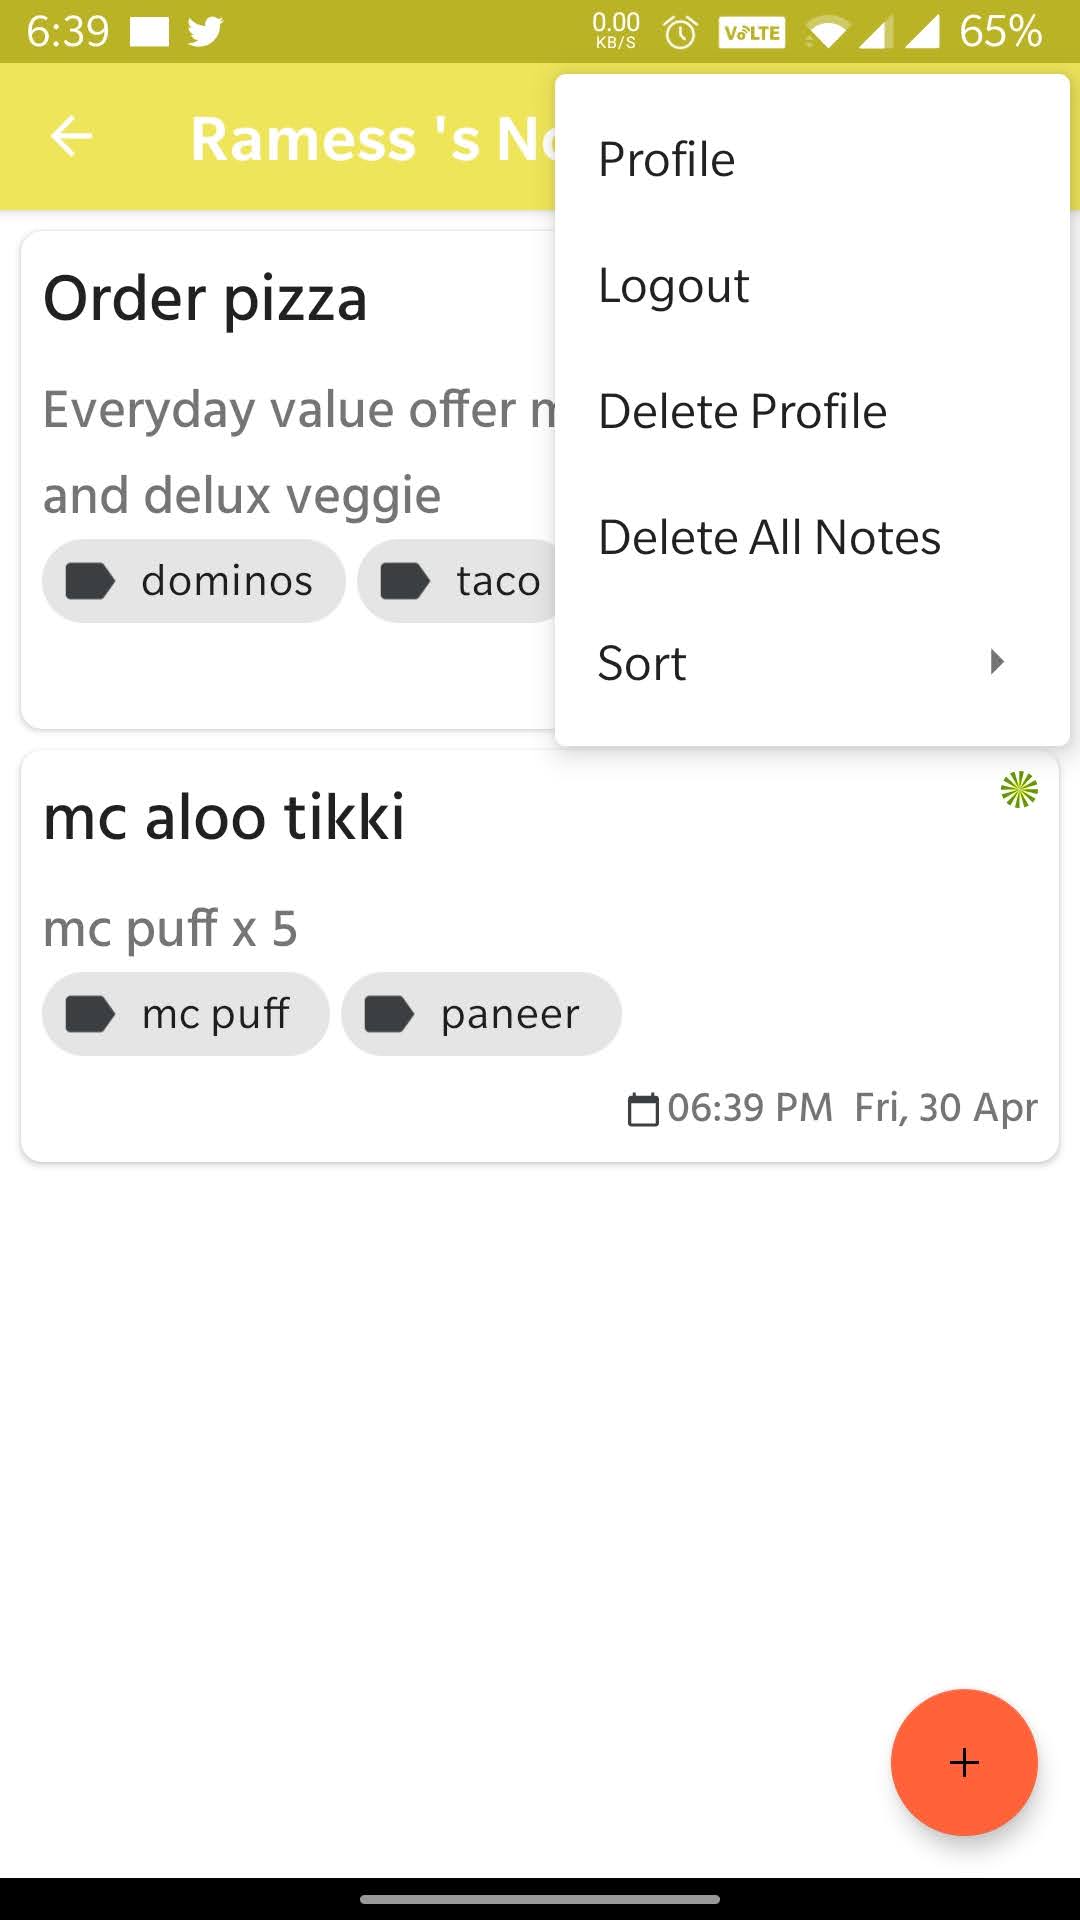 6:39 0.00 KB/S VoLTE 65%
Ramess 's
Profile
Logout
Delete Profile
Delete All Notes
Sort
Order pizza
Everyday value offer
and delux veggie
dominos taco
mc aloo tikki
mc puff x 5
mc puff paneer
06:39 PM Fri, 30 Apr